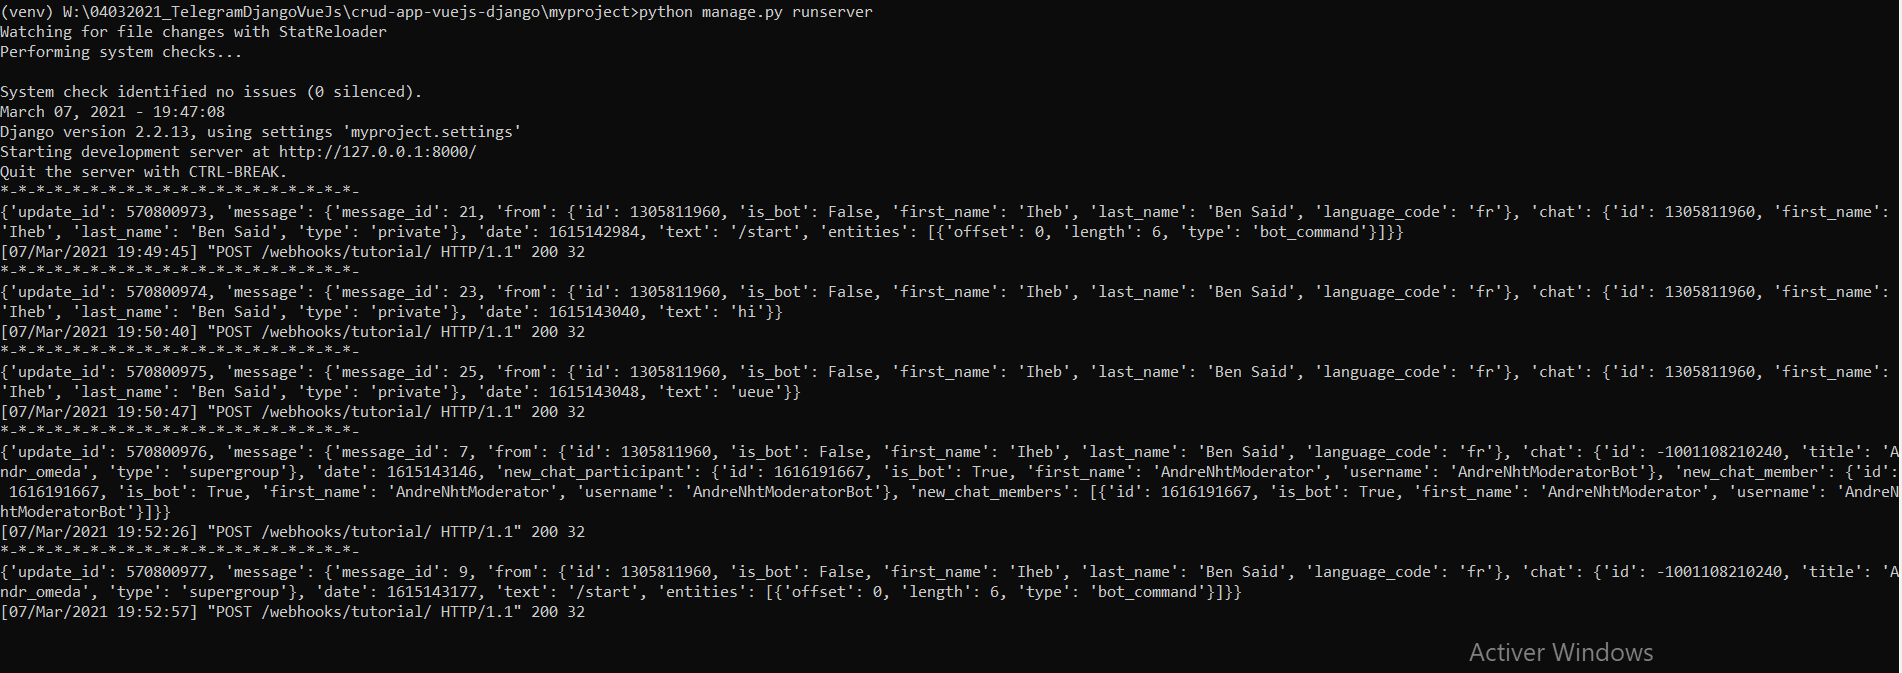 (venv) W:\04032021_TelegramDjangoVueJs\crud-app-vuejs-django\myproject>python manage.py runserver
Watching for file changes with StatReloader
Performing system checks...
System check identified no issues (0 silenced).
March 07, 2021 - 19:47:08
Django version 2.2.13, using settings 'myproject.settings'
Starting development server at http://127.0.0.1:8000/
Quit the server with CTRL-BREAK.
*-*-*-*-*-*-*-*-*-*-*-*-*-*-*-*-*-*-*-*-
{'update_id': 570800973, 'message': {'message_id': 21, 'from': {'id': 1305811960, 'is_bot': False, 'first_name': 'Iheb', 'last_name': 'Ben Said', 'language_code': 'fr'}, 'chat': {'id': 1305811960, 'first_name':
'Iheb', 'last_name': 'Ben Said', 'type': 'private'}, 'date': 1615142984, 'text': '/start', 'entities': [{'offset': 0, 'length': 6, 'type': 'bot_command'}]}}
[07/Mar/2021 19:49:45] "POST /webhooks/tutorial/ HTTP/1.1" 200 32
*-*-*-*-*-*-*-*-*-*-*-*-*-*-*-*-*-*-*-*-
{'update_id': 570800974, 'message': {'message_id': 23, 'from': {'id': 1305811960, 'is_bot': False, 'first_name': 'Iheb', 'last_name': 'Ben Said', 'language_code': 'fr'}, 'chat': {'id': 1305811960, 'first_name':
'Iheb', 'last_name': 'Ben Said', 'type': 'private'}, 'date': 1615143040, 'text': 'hi'}}
[07/Mar/2021 19:50:40] "POST /webhooks/tutorial/ HTTP/1.1" 200 32
*-*-*-*-*-*-*-*-*-*-*-*-*-*-*-*-*-*-*-*-
{'update_id': 570800975, 'message': {'message_id': 25, 'from': {'id': 1305811960, 'is_bot': False, 'first_name': 'Iheb', 'last_name': 'Ben Said', 'language_code': 'fr'}, 'chat': {'id': 1305811960, 'first_name':
'Iheb', 'last_name': 'Ben Said', 'type': 'private'}, 'date': 1615143048, 'text': 'ueue'}}
[07/Mar/2021 19:50:47] "POST /webhooks/tutorial/ HTTP/1.1" 200 32
*-*-*-*-*-*-*-*-*-*-*-*-*-*-*-*-*-*-*-*-
{'update_id': 570800976, 'message': {'message_id': 7, 'from': {'id': 1305811960, 'is_bot': False, 'first_name': 'Iheb', 'last_name': 'Ben Said', 'language_code': 'fr'}, 'chat': {'id': -1001108210240, 'title': 'A
ndr_omeda', 'type': 'supergroup'}, 'date': 1615143146, 'new_chat_participant': {'id': 1616191667, 'is_bot': True, 'first_name': 'AndreNhtModerator', 'username': 'AndreNhtModeratorBot'}, 'new_chat_member': {'id':
 1616191667, 'is_bot': True, 'first_name': 'AndreNhtModerator', 'username': 'AndreNhtModeratorBot'}, 'new_chat_members': [{'id': 1616191667, 'is_bot': True, 'first_name': 'AndreNhtModerator', 'username': 'AndreN
htModeratorBot'}]}}
[07/Mar/2021 19:52:26] "POST /webhooks/tutorial/ HTTP/1.1" 200 32
*-*-*-*-*-*-*-*-*-*-*-*-*-*-*-*-*-*-*-*-
{'update_id': 570800977, 'message': {'message_id': 9, 'from': {'id': 1305811960, 'is_bot': False, 'first_name': 'Iheb', 'last_name': 'Ben Said', 'language_code': 'fr'}, 'chat': {'id': -1001108210240, 'title': 'A
ndr_omeda', 'type': 'supergroup'}, 'date': 1615143177, 'text': '/start', 'entities': [{'offset': 0, 'length': 6, 'type': 'bot_command'}]}}
[07/Mar/2021 19:52:57] "POST /webhooks/tutorial/ HTTP/1.1" 200 32
Activer Windows